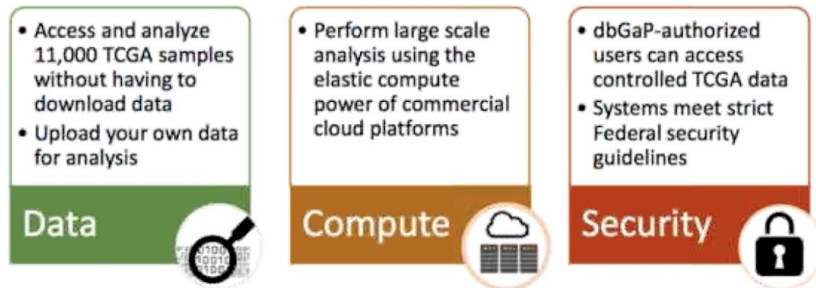 • Access and analyze
11,000 TCGA samples
without having to
download data
• Upload your own data
for analysis
Data
• Perform large scale
analysis using the
elastic compute
power of commercial
cloud platforms
Compute
• dbGaP-authorized
users can access
controlled TCGA data
• Systems meet strict
Federal security
guidelines
Security